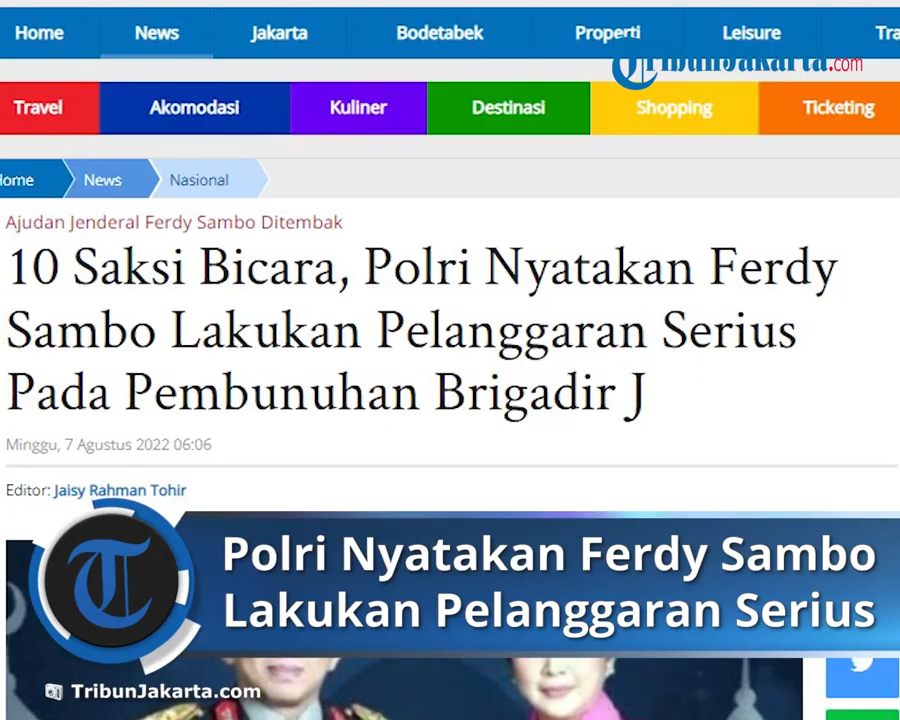 Home News Jakarta Bodetabek Properti Leisure Tra
TribunJakarta.com
Travel Akomodasi Kuliner Destinasi Shopping Ticketing
Home News Nasional
Ajudan Jenderal Ferdy Sambo Ditembak
10 Saksi Bicara, Polri Nyatakan Ferdy
Sambo Lakukan Pelanggaran Serius
Pada Pembunuhan Brigadir J
Minggu, 7 Agustus 2022 06:06
Editor: Jaisy Rahman Tohir
Polri Nyatakan Ferdy Sambo
Lakukan Pelanggaran Serius
T
TribunJakarta.com